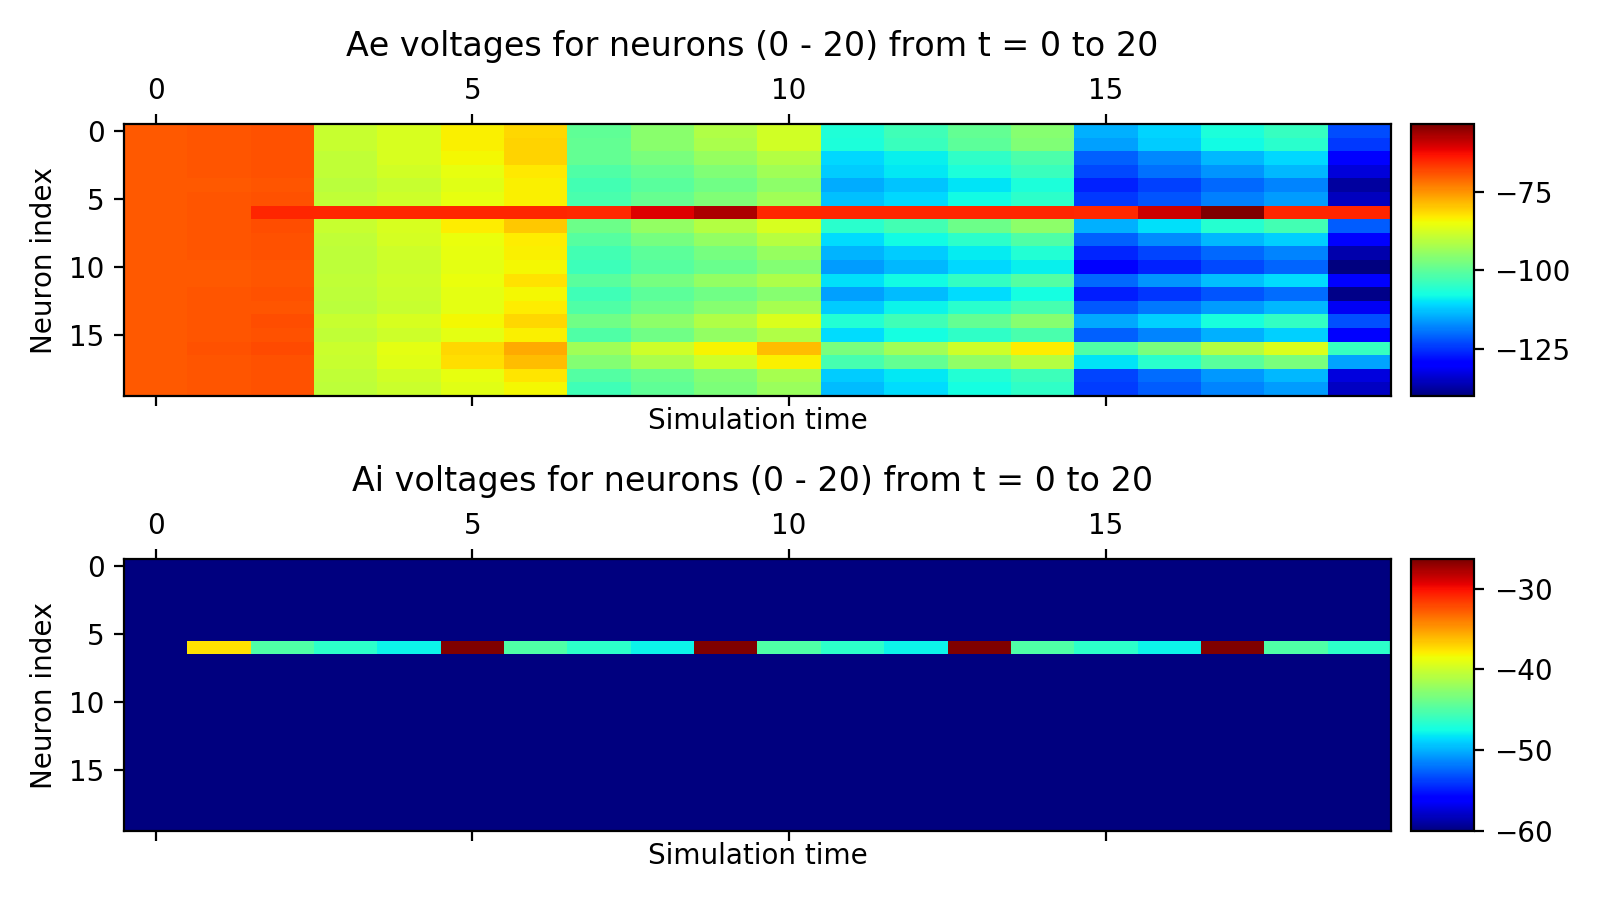 Ae voltages for neurons (0 - 20) from t = 0 to 20
0 5 10 15
Neuron index
0
5
10
15
Simulation time
−75
−100
−125
Ai voltages for neurons (0 - 20) from t = 0 to 20
0 5 10 15
Neuron index
0
5
10
15
Simulation time
−30
−40
−50
−60